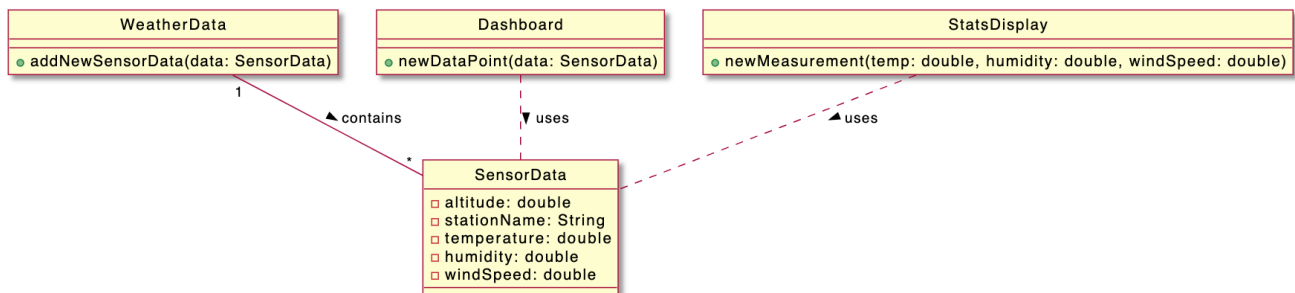 WeatherData
addNewSensorData(data: SensorData)
Dashboard
newDataPoint(data: SensorData)
StatsDisplay
newMeasurement(temp: double, humidity: double, windSpeed: double)
1
contains
uses
uses
*
SensorData
altitude: double
stationName: String
temperature: double
humidity: double
windSpeed: double